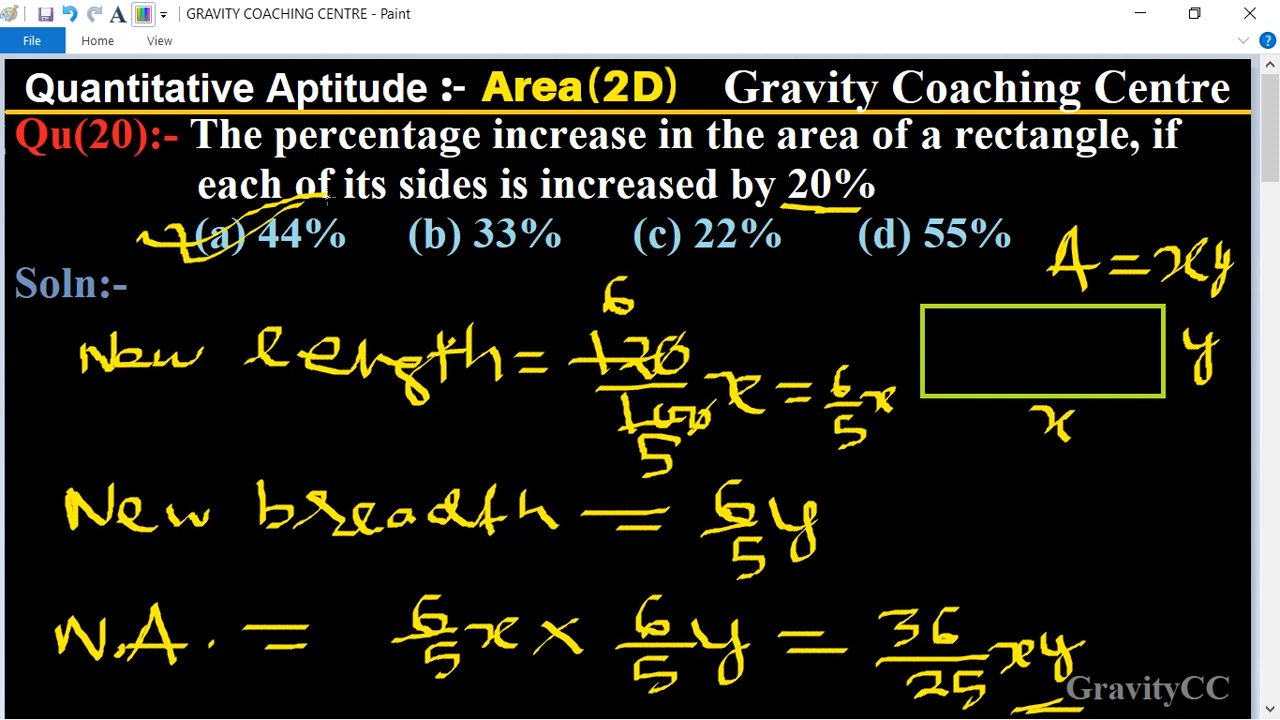 GRAVITY COACHING CENTRE - Paint
File Home View
Quantitative Aptitude :- Area(2D) Gravity Coaching Centre
Qu(20):- The percentage increase in the area of a rectangle, if
each of its sides is increased by 20%
(a) 44% (b) 33% (c) 22% (d) 55%
A = xy
Soln:-
y
x
New length = 120/100 x = 6/5 x
6
5
New breadth = 6/5 y
N.A. = 6/5 x × 6/5 y = 36/25 xy
GravityCC